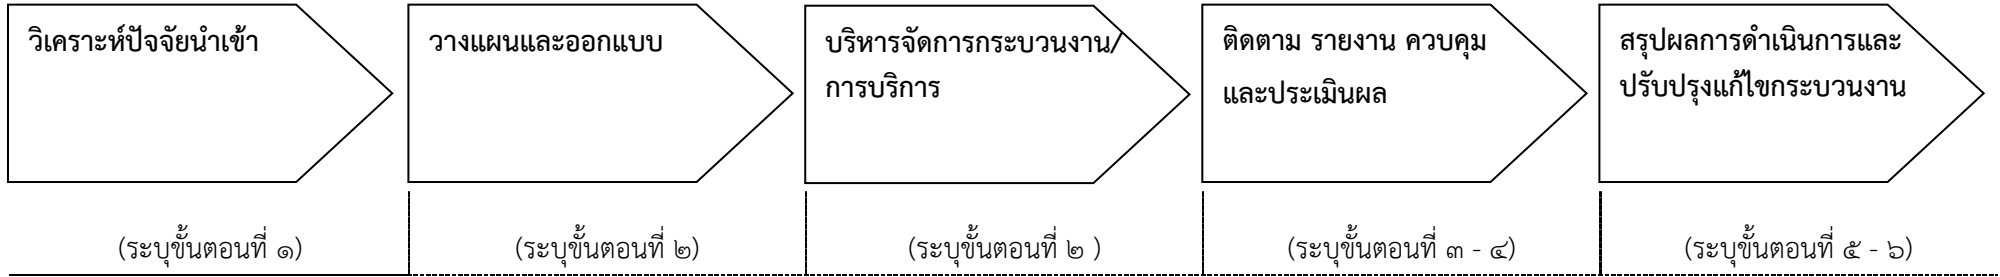 วิเคราะห์ปัจจัยนำเข้า
วางแผนและออกแบบ
บริหารจัดการกระบวนงาน/
การบริการ
ติดตาม รายงาน ควบคุม
และประเมินผล
สรุปผลการดำเนินการและ
ปรับปรุงแก้ไขกระบวนงาน
(ระบุขั้นตอนที่ ๑)
(ระบุขั้นตอนที่ ๒)
(ระบุขั้นตอนที่ ๒ )
(ระบุขั้นตอนที่ ๓ - ๔)
(ระบุขั้นตอนที่ ๕ - ๖)